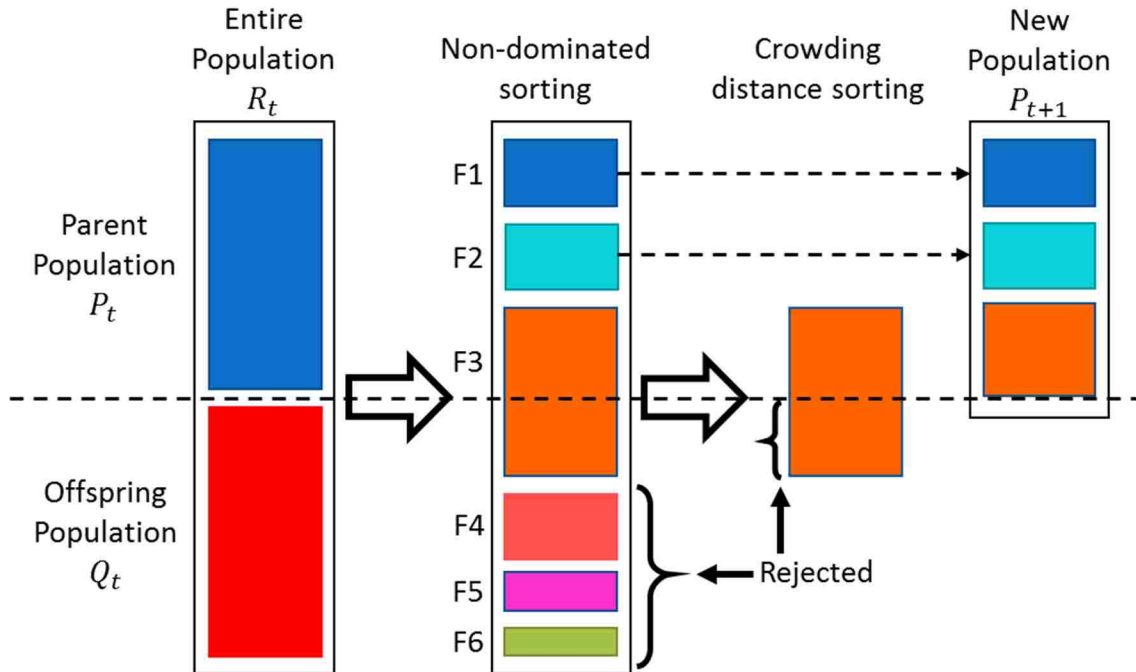 Entire
Population
R_t
Non-dominated
sorting
Crowding
distance sorting
New
Population
P_{t+1}
Parent
Population
P_t
Offspring
Population
Q_t
F1
F2
F3
F4
F5
F6
Rejected